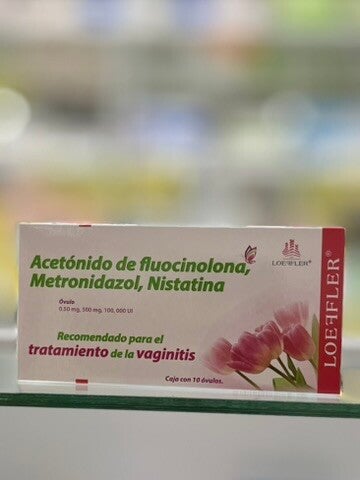 Acetónido de fluocinolona,
Metronidazol, Nistatina
Óvulo
0.50 mg, 500 mg, 100, 000 UI
Recomendado para el
tratamiento de la vaginitis
Caja con 10 óvulos.
LOEFFLER®
LOEFFLER®